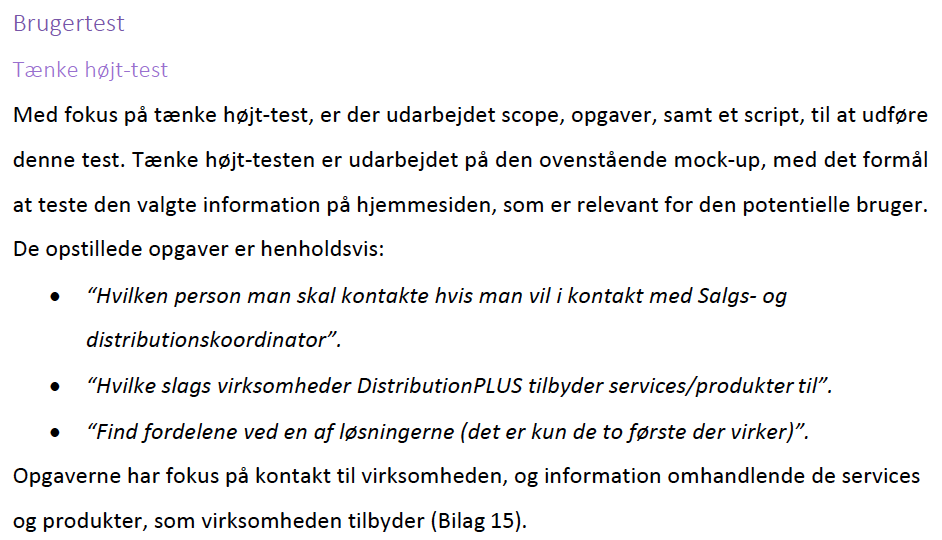 Brugertest
Tænke højt-test
Med fokus på tænke højt-test, er der udarbejdet scope, opgaver, samt et script, til at udføre
denne test. Tænke højt-testen er udarbejdet på den ovenstående mock-up, med det formål
at teste den valgte information på hjemmesiden, som er relevant for den potentielle bruger.
De opstillede opgaver er henholdsvis:
• “Hvilken person man skal kontakte hvis man vil i kontakt med Salgs- og
distributionskoordinator”.
• “Hvilke slags virksomheder DistributionPLUS tilbyder services/produkter til”.
• “Find fordelene ved en af løsningerne (det er kun de to første der virker)”.
Opgaverne har fokus på kontakt til virksomheden, og information omhandlende de services
og produkter, som virksomheden tilbyder (Bilag 15).